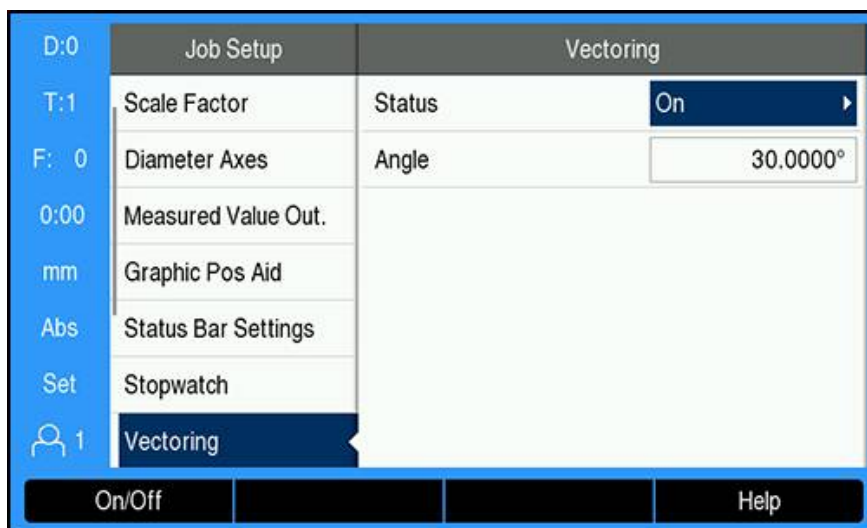 D:0
T:1
F: 0
0:00
mm
Abs
Set
1
Job Setup
Scale Factor
Diameter Axes
Measured Value Out.
Graphic Pos Aid
Status Bar Settings
Stopwatch
Vectoring
Vectoring
Status On
Angle 30.0000°
On/Off Help